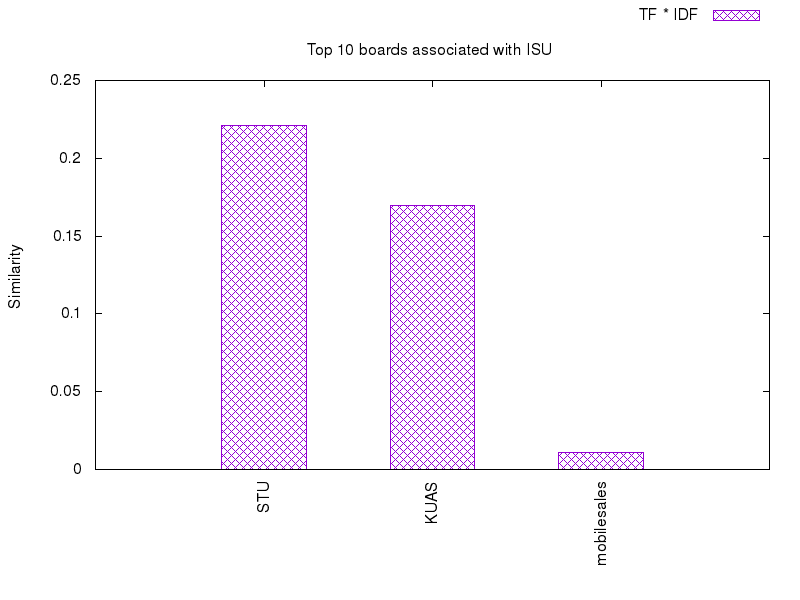 TF * IDF
Top 10 boards associated with ISU
0.25
0.2
0.15
0.1
0.05
0
Similarity
STU
KUAS
mobilesales